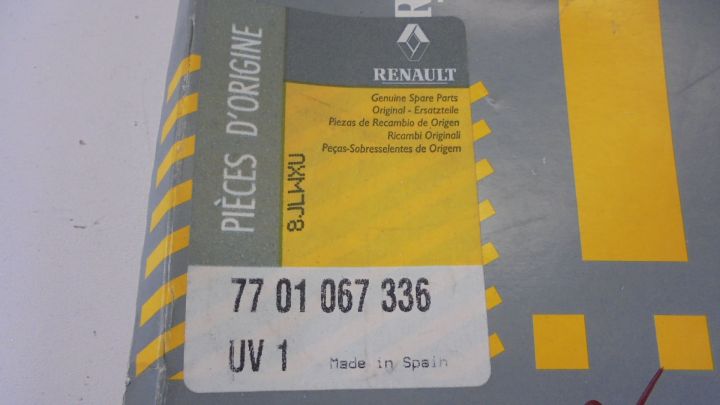 PIÈCES D'ORIGINE
RENAULT
Genuine Spare Parts
Original - Ersatzteile
Piezas de Recambio de Origen
Ricambi Originali
Peças-Sobresselentes de Origem
8JLWXU
77 01 067 336
UV 1
Made in Spain